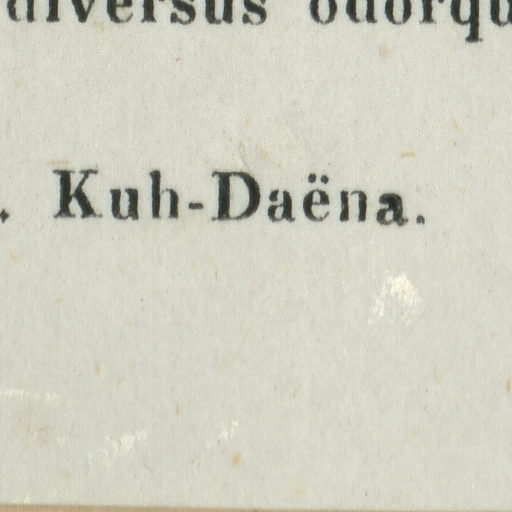 diversus odorqu
. Kuh-Daëna.